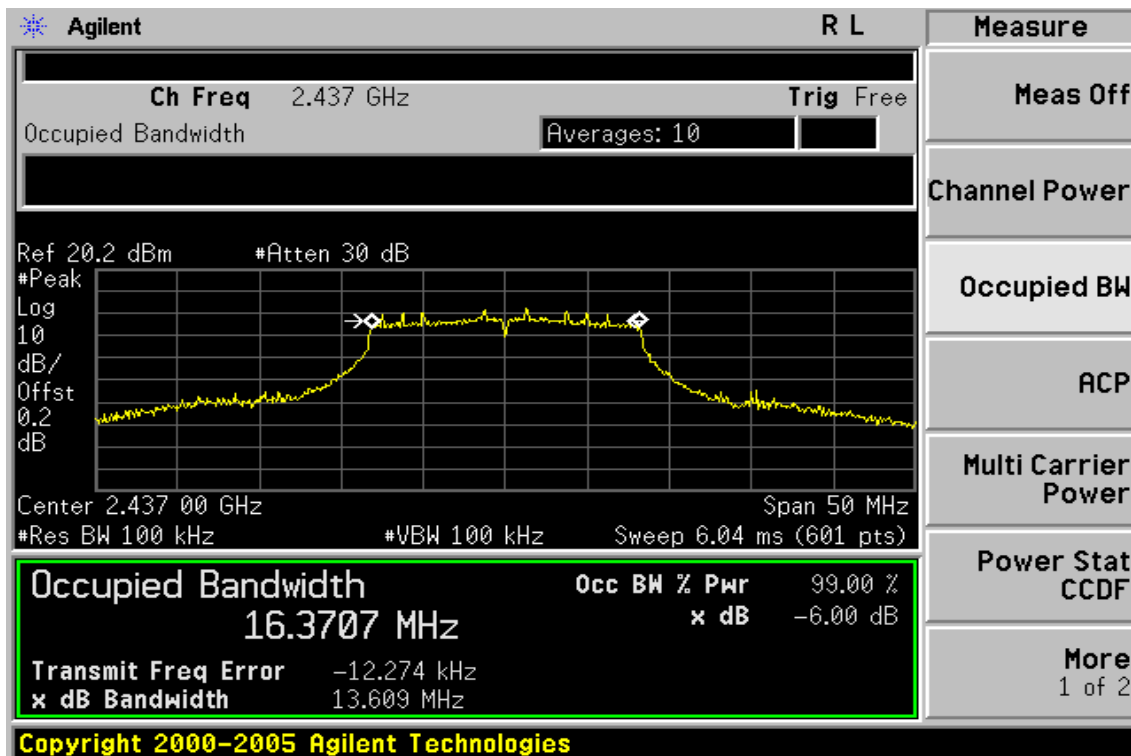 Agilent R L Measure
Ch Freq 2.437 GHz Trig Free
Meas Off
Occupied Bandwidth Averages: 10
Channel Power
Ref 20.2 dBm #Atten 30 dB
#Peak
Log
10
dB/
Offst
0.2
dB
Occupied BW
ACP
Center 2.437 00 GHz Span 50 MHz
#Res BW 100 kHz #VBW 100 kHz Sweep 6.04 ms (601 pts)
Multi Carrier
Power
Occupied Bandwidth Occ BW % Pwr 99.00 %
16.3707 MHz x dB -6.00 dB
Transmit Freq Error -12.274 kHz
x dB Bandwidth 13.609 MHz
Power Stat
CCDF
More
1 of 2
Copyright 2000-2005 Agilent Technologies